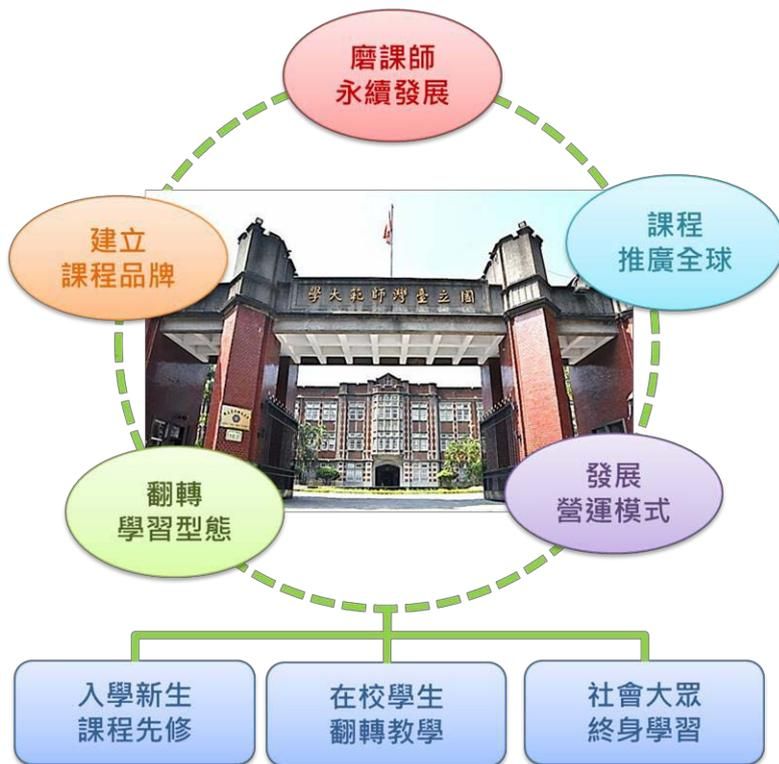 磨課師
永續發展
建立
課程品牌
課程
推廣全球
學大範師灣臺立國
翻轉
學習型態
發展
營運模式
入學新生
課程先修
在校學生
翻轉教學
社會大眾
終身學習